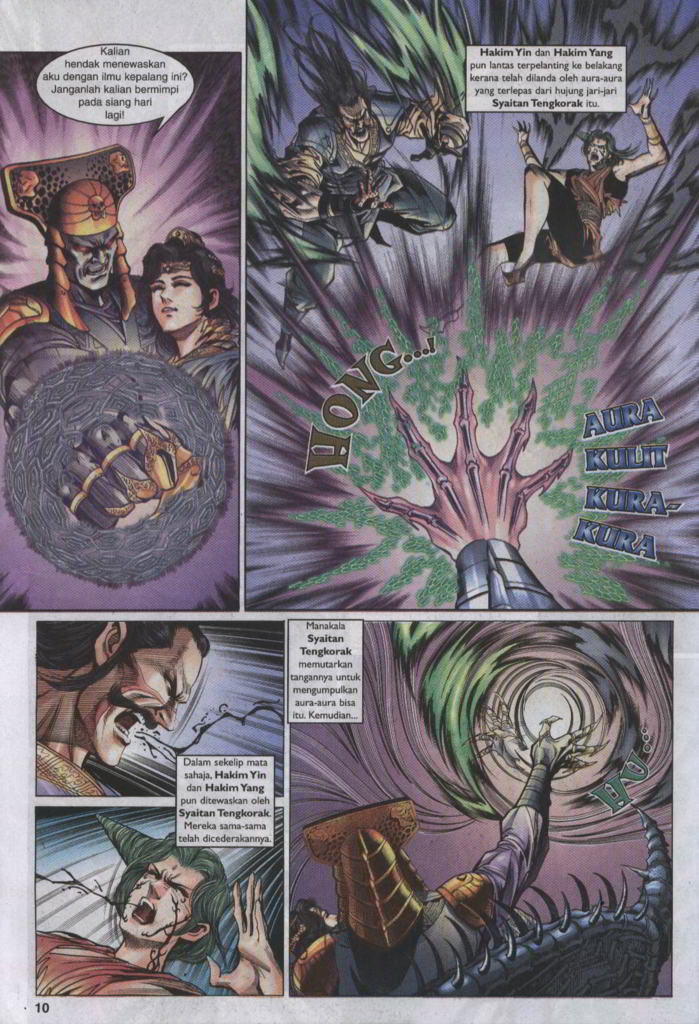 Kalian
hendak menewaskan
aku dengan ilmu kepalang ini?
Janganlah kalian bermimpi
pada siang hari
lagi!
Hakim Yin dan Hakim Yang
pun lantas terpelanting ke belakang
kerana telah dilanda oleh aura-aura
yang terlepas dari hujung jari-jari
Syaitan Tengkorak itu.
HONG...!
AURA
KULIT
KURA-
KURA
Dalam sekelip mata
sahaja, Hakim Yin
dan Hakim Yang
pun ditewaskan oleh
Syaitan Tengkorak.
Mereka sama-sama
telah dicederakannya.
Manakala
Syaitan
Tengkorak
memutarkan
tangannya untuk
mengumpulkan
aura-aura bisa
itu. Kemudian...
HU...
10